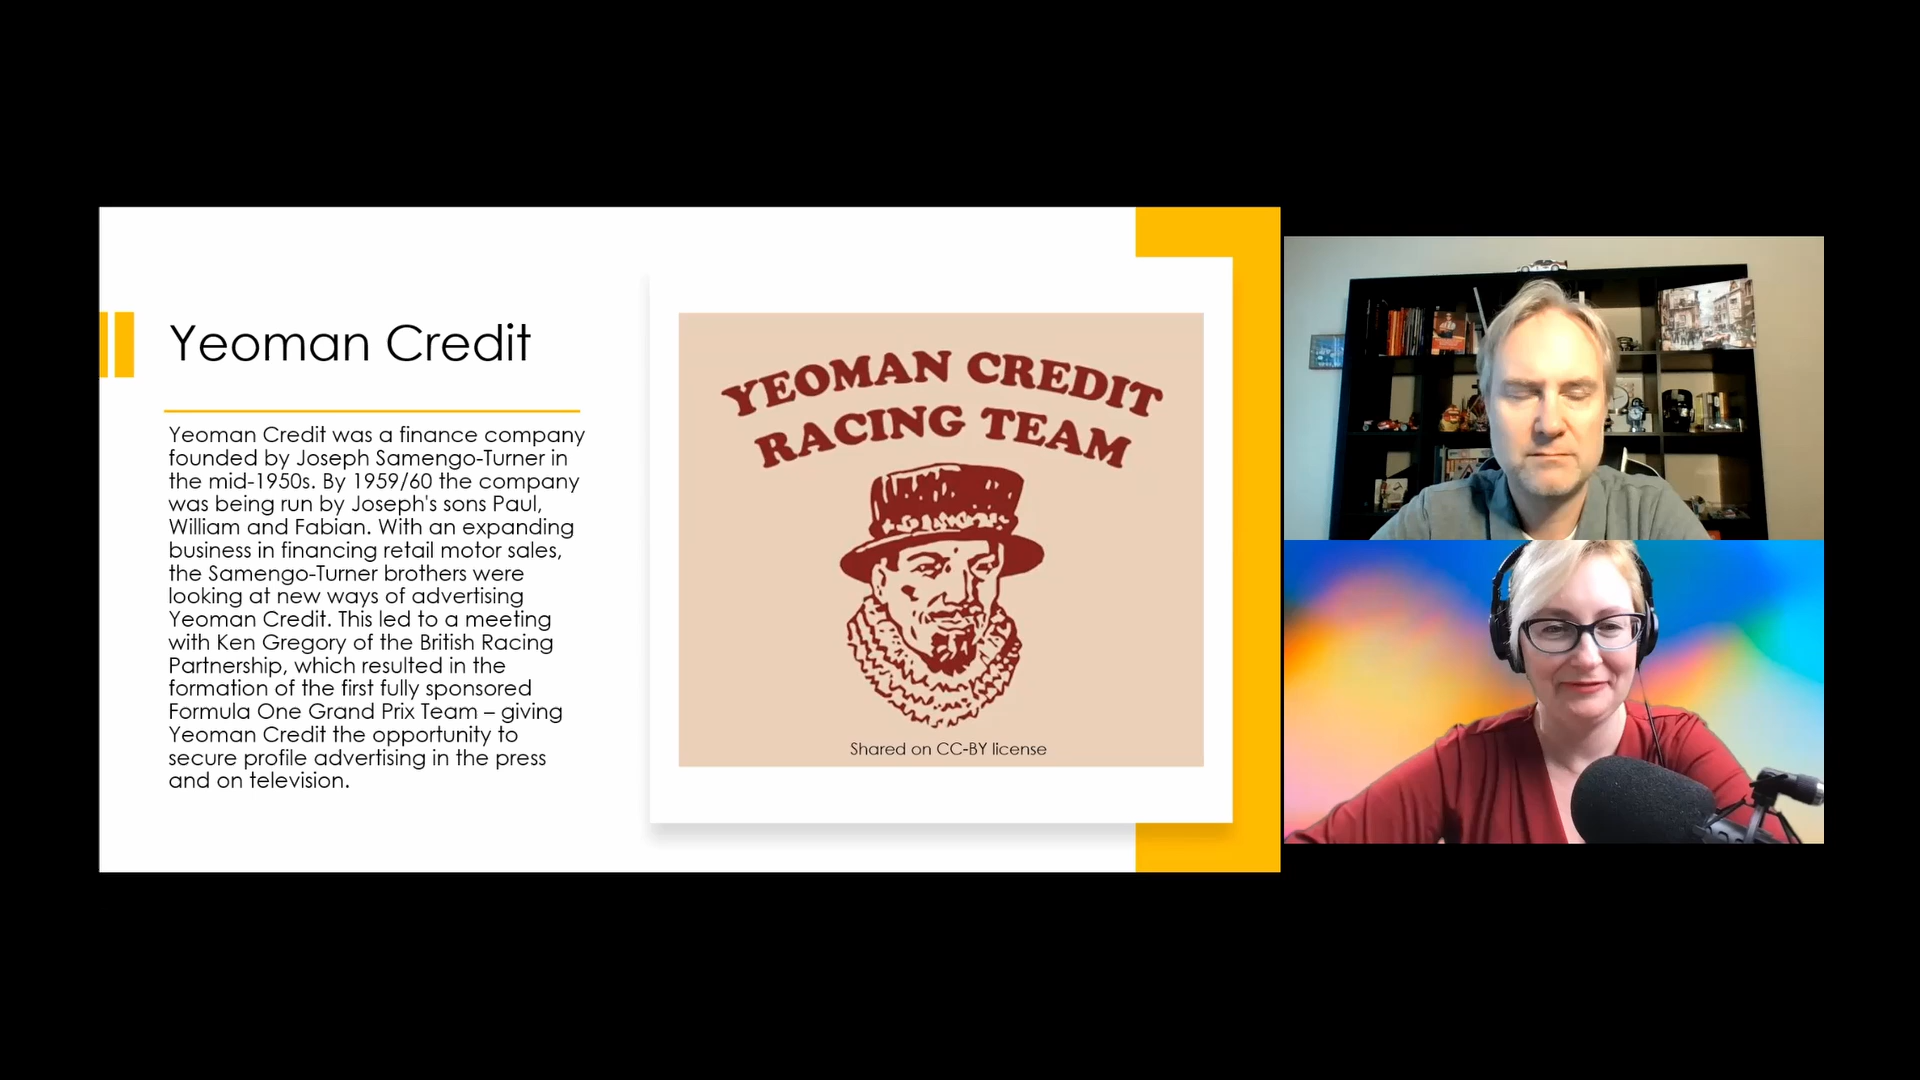 Yeoman Credit
Yeoman Credit was a finance company
founded by Joseph Samengo-Turner in
the mid-1950s. By 1959/60 the company
was being run by Joseph's sons Paul,
William and Fabian. With an expanding
business in financing retail motor sales,
the Samengo-Turner brothers were
looking at new ways of advertising
Yeoman Credit. This led to a meeting
with Ken Gregory of the British Racing
Partnership, which resulted in the
formation of the first fully sponsored
Formula One Grand Prix Team – giving
Yeoman Credit the opportunity to
secure profile advertising in the press
and on television.
YEOMAN CREDIT
RACING TEAM
Shared on CC-BY license